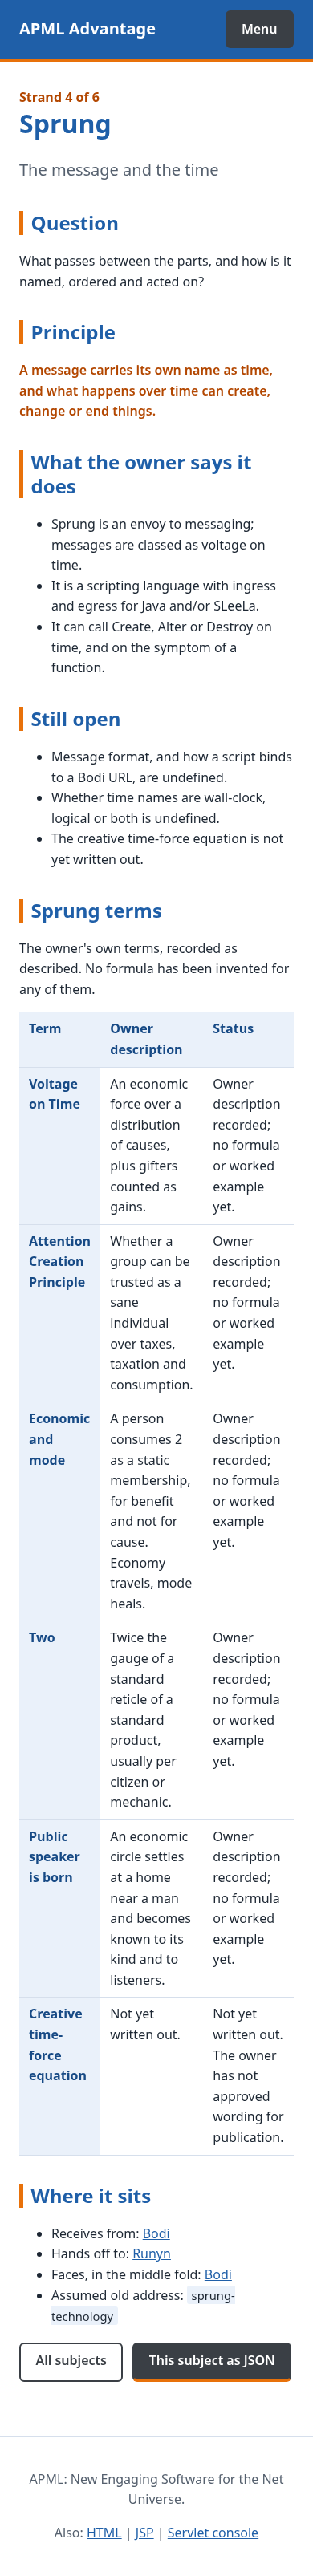 APML Advantage
Menu
Strand 4 of 6
Sprung
The message and the time
Question
What passes between the parts, and how is it
named, ordered and acted on?
Principle
A message carries its own name as time,
and what happens over time can create,
change or end things.
What the owner says it
does
Sprung is an envoy to messaging;
messages are classed as voltage on
time.
It is a scripting language with ingress
and egress for Java and/or SLeeLa.
It can call Create, Alter or Destroy on
time, and on the symptom of a
function.
Still open
Message format, and how a script binds
to a Bodi URL, are undefined.
Whether time names are wall-clock,
logical or both is undefined.
The creative time-force equation is not
yet written out.
Sprung terms
The owner's own terms, recorded as
described. No formula has been invented for
any of them.
Term
Owner
description
Status
Voltage
on Time
An economic
force over a
distribution
of causes,
plus gifters
counted as
gains.
Owner
description
recorded;
no formula
or worked
example
yet.
Attention
Creation
Principle
Whether a
group can be
trusted as a
sane
individual
over taxes,
taxation and
consumption.
Owner
description
recorded;
no formula
or worked
example
yet.
Economic
and
mode
A person
consumes 2
as a static
membership,
for benefit
and not for
cause.
Economy
travels, mode
heals.
Owner
description
recorded;
no formula
or worked
example
yet.
Two
Twice the
gauge of a
standard
reticle of a
standard
product,
usually per
citizen or
mechanic.
Owner
description
recorded;
no formula
or worked
example
yet.
Public
speaker
is born
An economic
circle settles
at a home
near a man
and becomes
known to its
kind and to
listeners.
Owner
description
recorded;
no formula
or worked
example
yet.
Creative
time-
force
equation
Not yet
written out.
Not yet
written out.
The owner
has not
approved
wording for
publication.
Where it sits
Receives from: Bodi
Hands off to: Runyn
Faces, in the middle fold: Bodi
Assumed old address: sprung-
technology
All subjects
This subject as JSON
APML: New Engaging Software for the Net
Universe.
Also: HTML | JSP | Servlet console